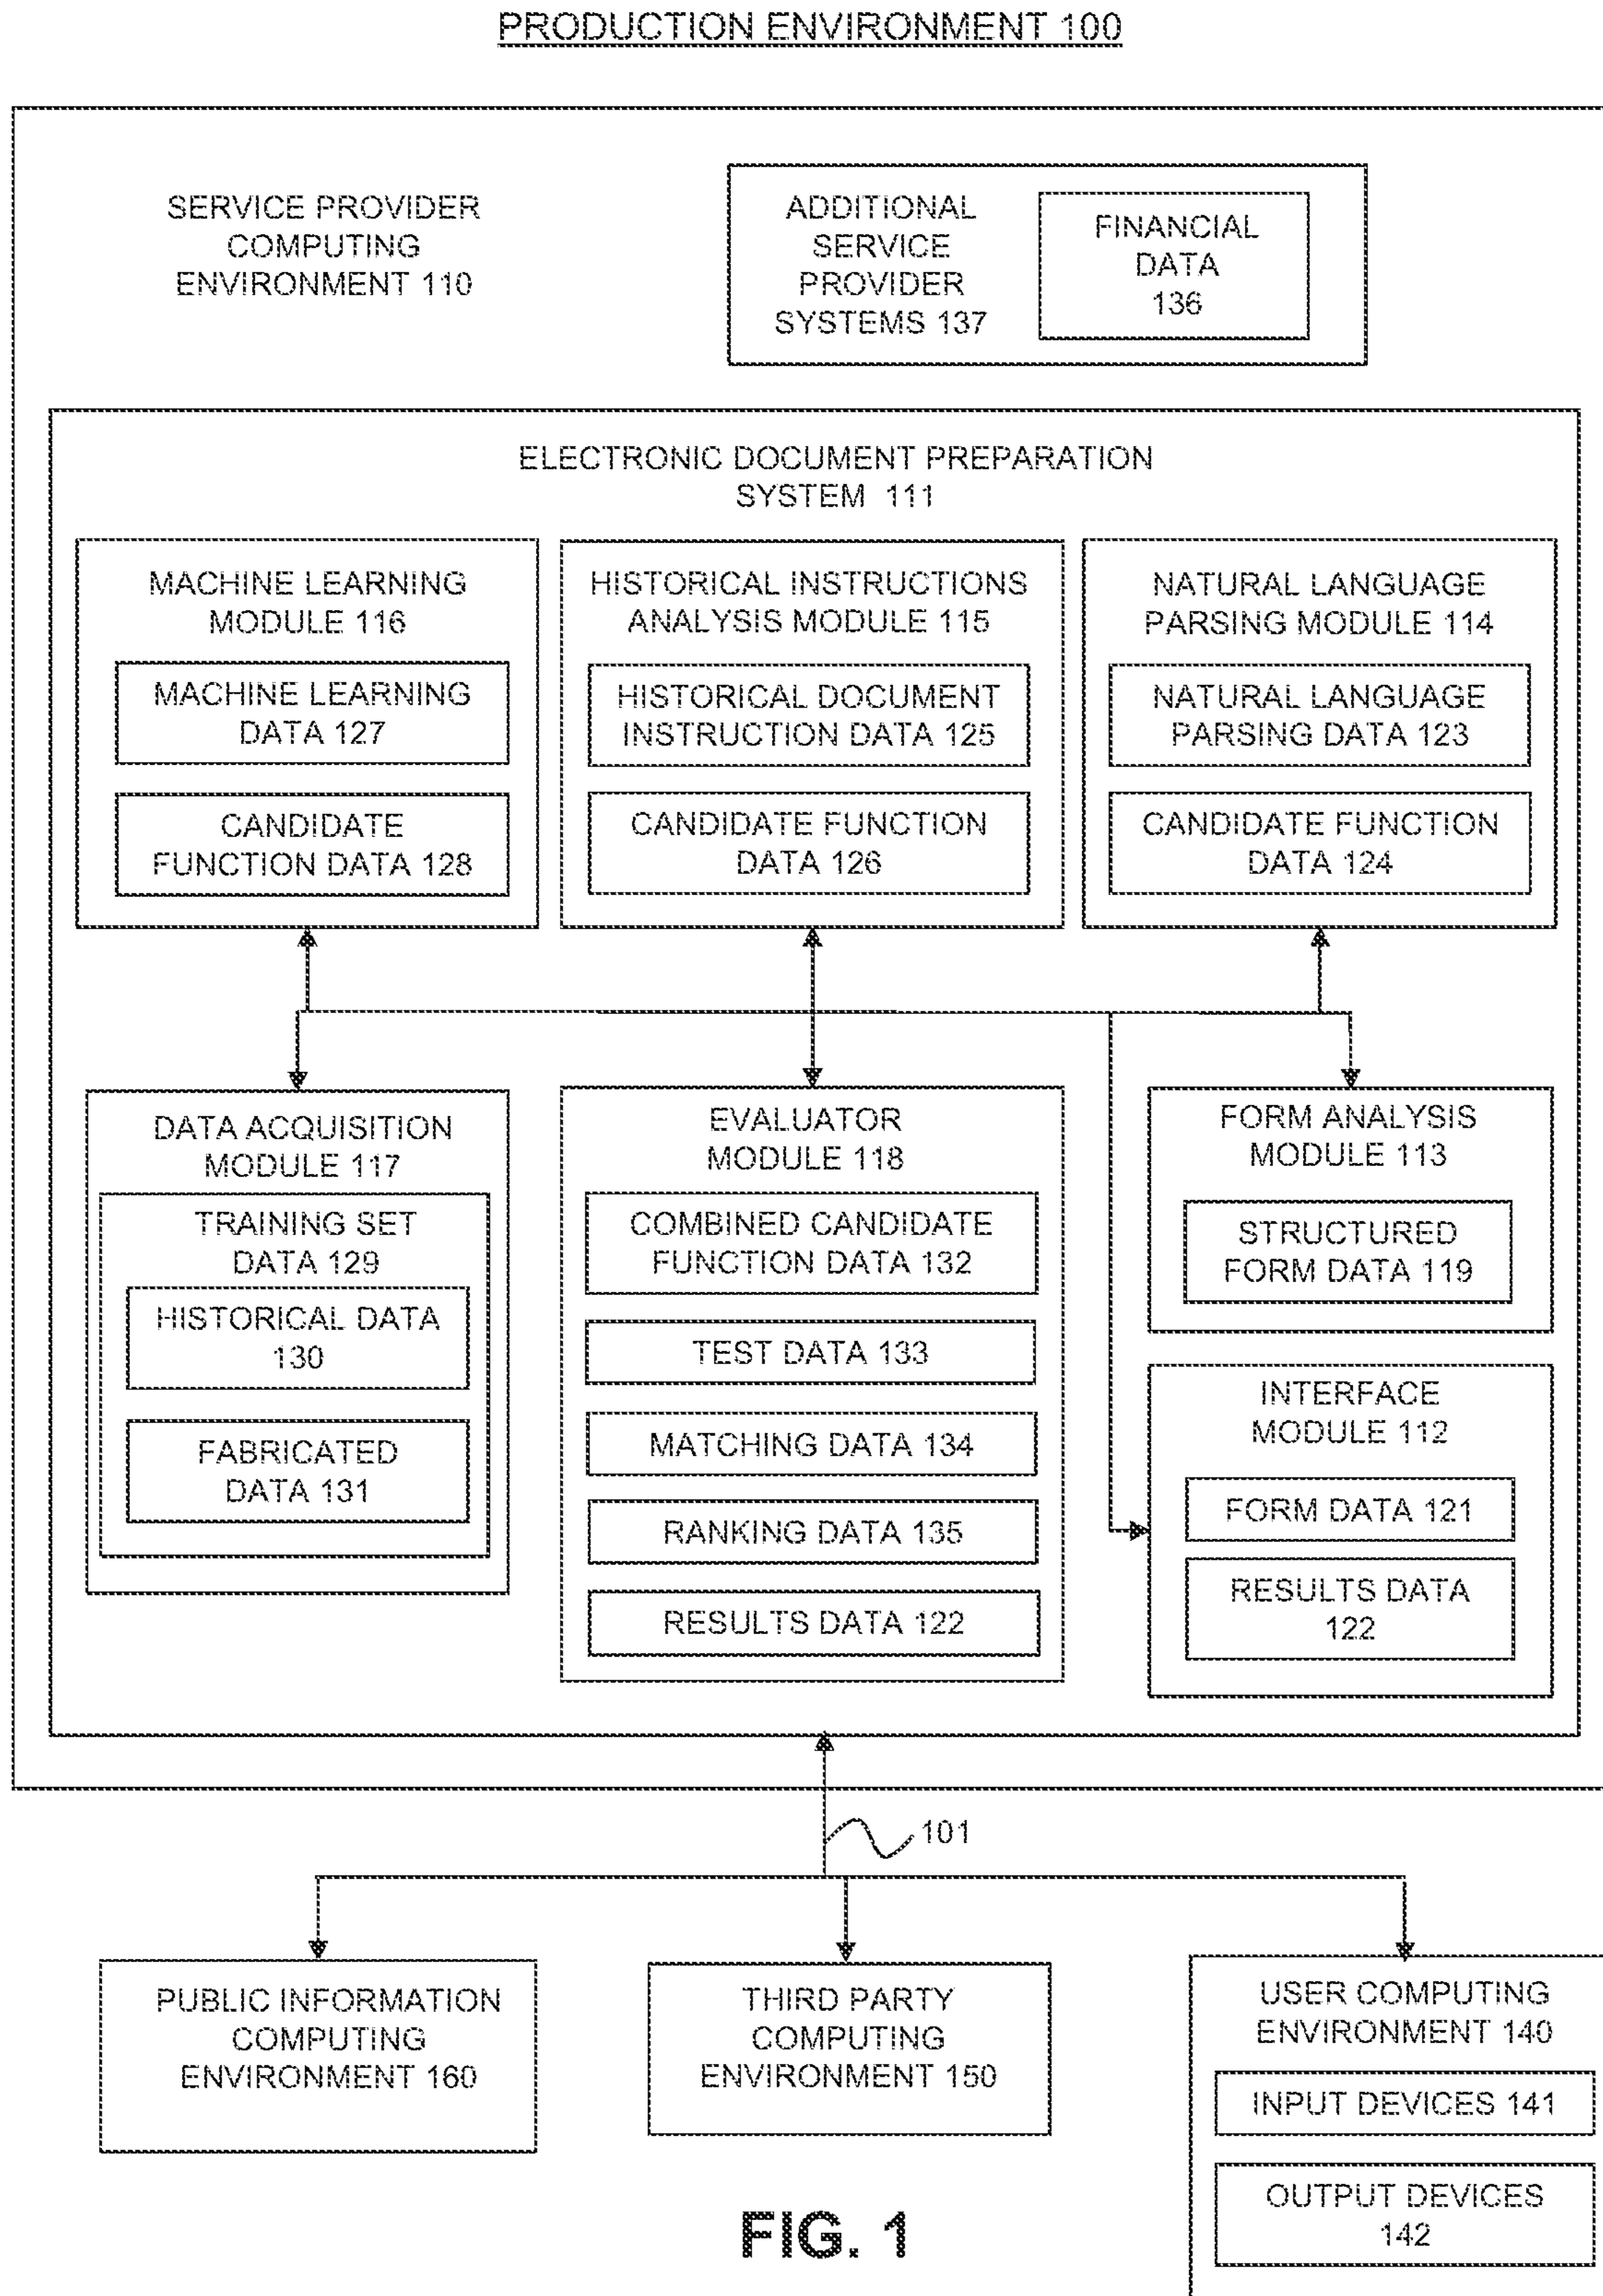 PRODUCTION ENVIRONMENT 100
SERVICE PROVIDER
COMPUTING
ENVIRONMENT 110
ADDITIONAL
SERVICE
PROVIDER
SYSTEMS 137
FINANCIAL
DATA
136
ELECTRONIC DOCUMENT PREPARATION
SYSTEM 111
MACHINE LEARNING
MODULE 116
MACHINE LEARNING
DATA 127
CANDIDATE
FUNCTION DATA 128
HISTORICAL INSTRUCTIONS
ANALYSIS MODULE 115
HISTORICAL DOCUMENT
INSTRUCTION DATA 125
CANDIDATE FUNCTION
DATA 126
NATURAL LANGUAGE
PARSING MODULE 114
NATURAL LANGUAGE
PARSING DATA 123
CANDIDATE FUNCTION
DATA 124
DATA ACQUISITION
MODULE 117
TRAINING SET
DATA 129
HISTORICAL DATA
130
FABRICATED
DATA 131
EVALUATOR
MODULE 118
COMBINED CANDIDATE
FUNCTION DATA 132
TEST DATA 133
MATCHING DATA 134
RANKING DATA 135
RESULTS DATA 122
FORM ANALYSIS
MODULE 113
STRUCTURED
FORM DATA 119
INTERFACE
MODULE 112
FORM DATA 121
RESULTS DATA
122
101
PUBLIC INFORMATION
COMPUTING
ENVIRONMENT 160
THIRD PARTY
COMPUTING
ENVIRONMENT 150
USER COMPUTING
ENVIRONMENT 140
INPUT DEVICES 141
OUTPUT DEVICES
142
FIG. 1